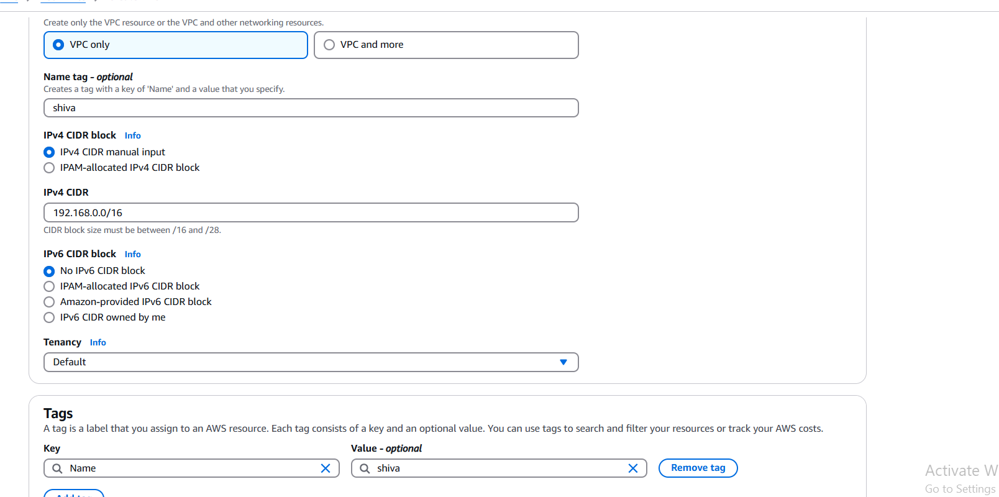 Create only the VPC resource or the VPC and other networking resources.
VPC only
VPC and more
Name tag - optional
Creates a tag with a key of 'Name' and a value that you specify.
shiva
IPv4 CIDR block Info
IPv4 CIDR manual input
IPAM-allocated IPv4 CIDR block
IPv4 CIDR
192.168.0.0/16
CIDR block size must be between /16 and /28.
IPv6 CIDR block Info
No IPv6 CIDR block
IPAM-allocated IPv6 CIDR block
Amazon-provided IPv6 CIDR block
IPv6 CIDR owned by me
Tenancy Info
Default
Tags
A tag is a label that you assign to an AWS resource. Each tag consists of a key and an optional value. You can use tags to search and filter your resources or track your AWS costs.
Key
Value - optional
Name
shiva
Remove tag
Activate W
Go to Settings